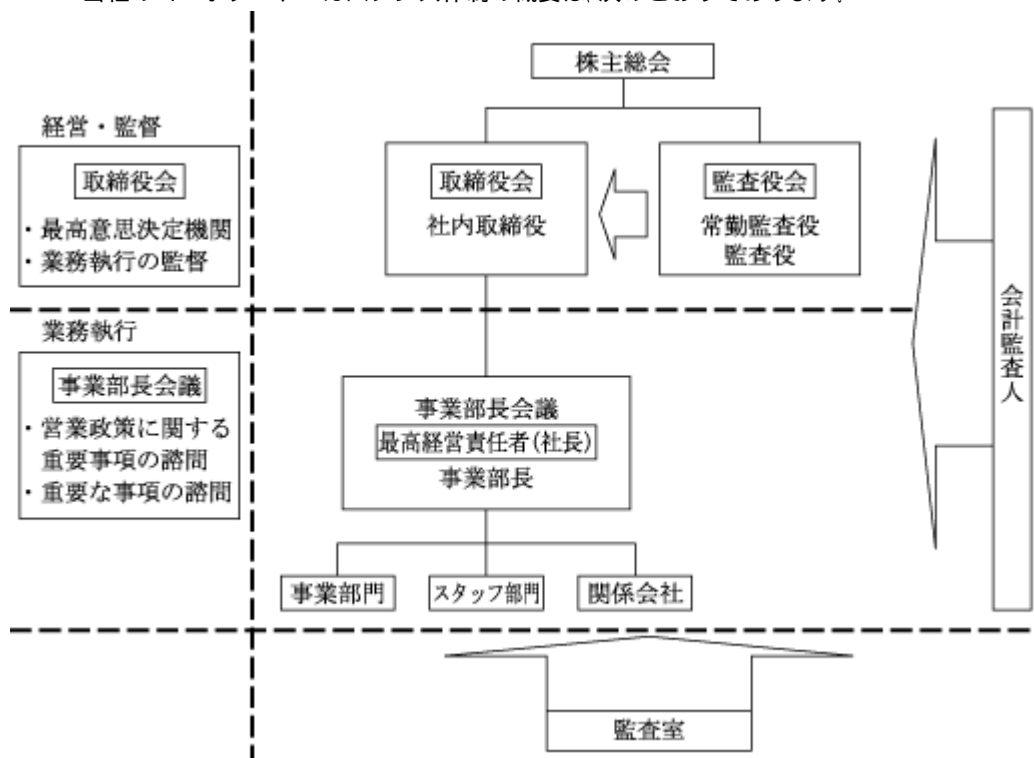 株主総会
経営・監督
取締役会
・最高意思決定機関
・業務執行の監督
取締役会
社内取締役
監査役会
常勤監査役
監査役
会計監査人
業務執行
事業部長会議
・営業政策に関する
重要事項の諮問
・重要な事項の諮問
事業部長会議
最高経営責任者(社長)
事業部長
事業部門
スタッフ部門
関係会社
監査室